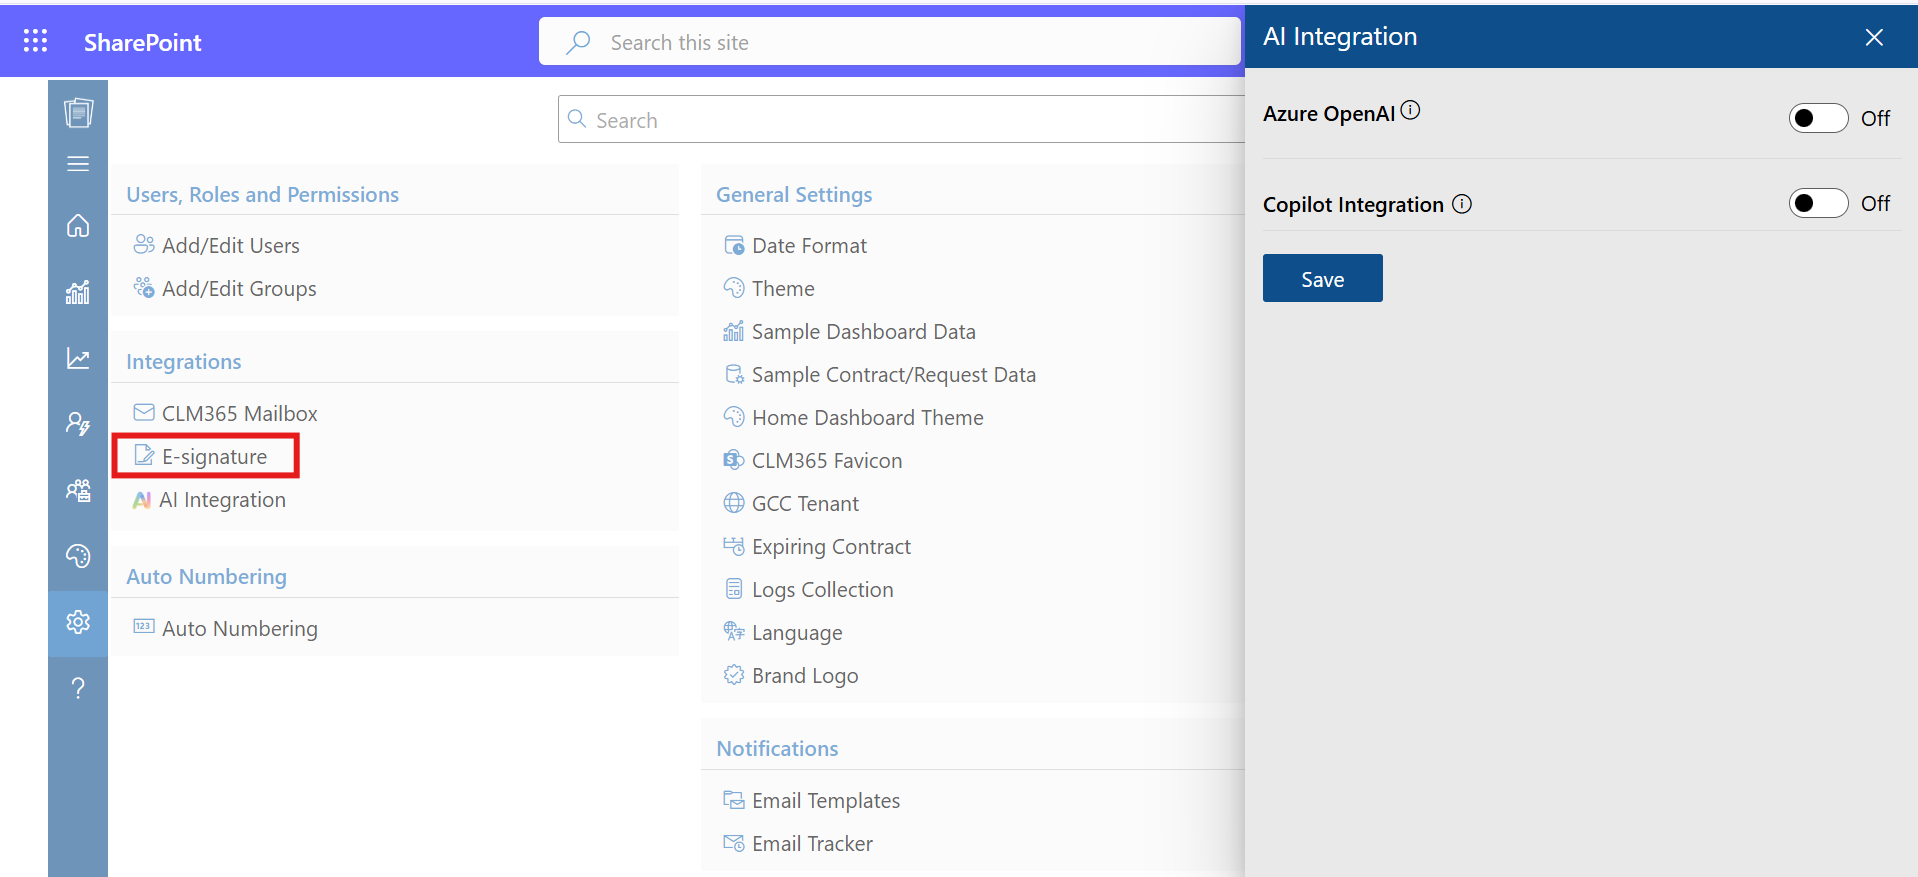 SharePoint
Search this site
Search
Users, Roles and Permissions
Add/Edit Users
Add/Edit Groups
Integrations
CLM365 Mailbox
E-signature
AI AI Integration
Auto Numbering
123 Auto Numbering
General Settings
Date Format
Theme
Sample Dashboard Data
Sample Contract/Request Data
Home Dashboard Theme
CLM365 Favicon
GCC Tenant
Expiring Contract
Logs Collection
Language
Brand Logo
Notifications
Email Templates
Email Tracker
AI Integration
Azure OpenAI
Off
Copilot Integration
Off
Save